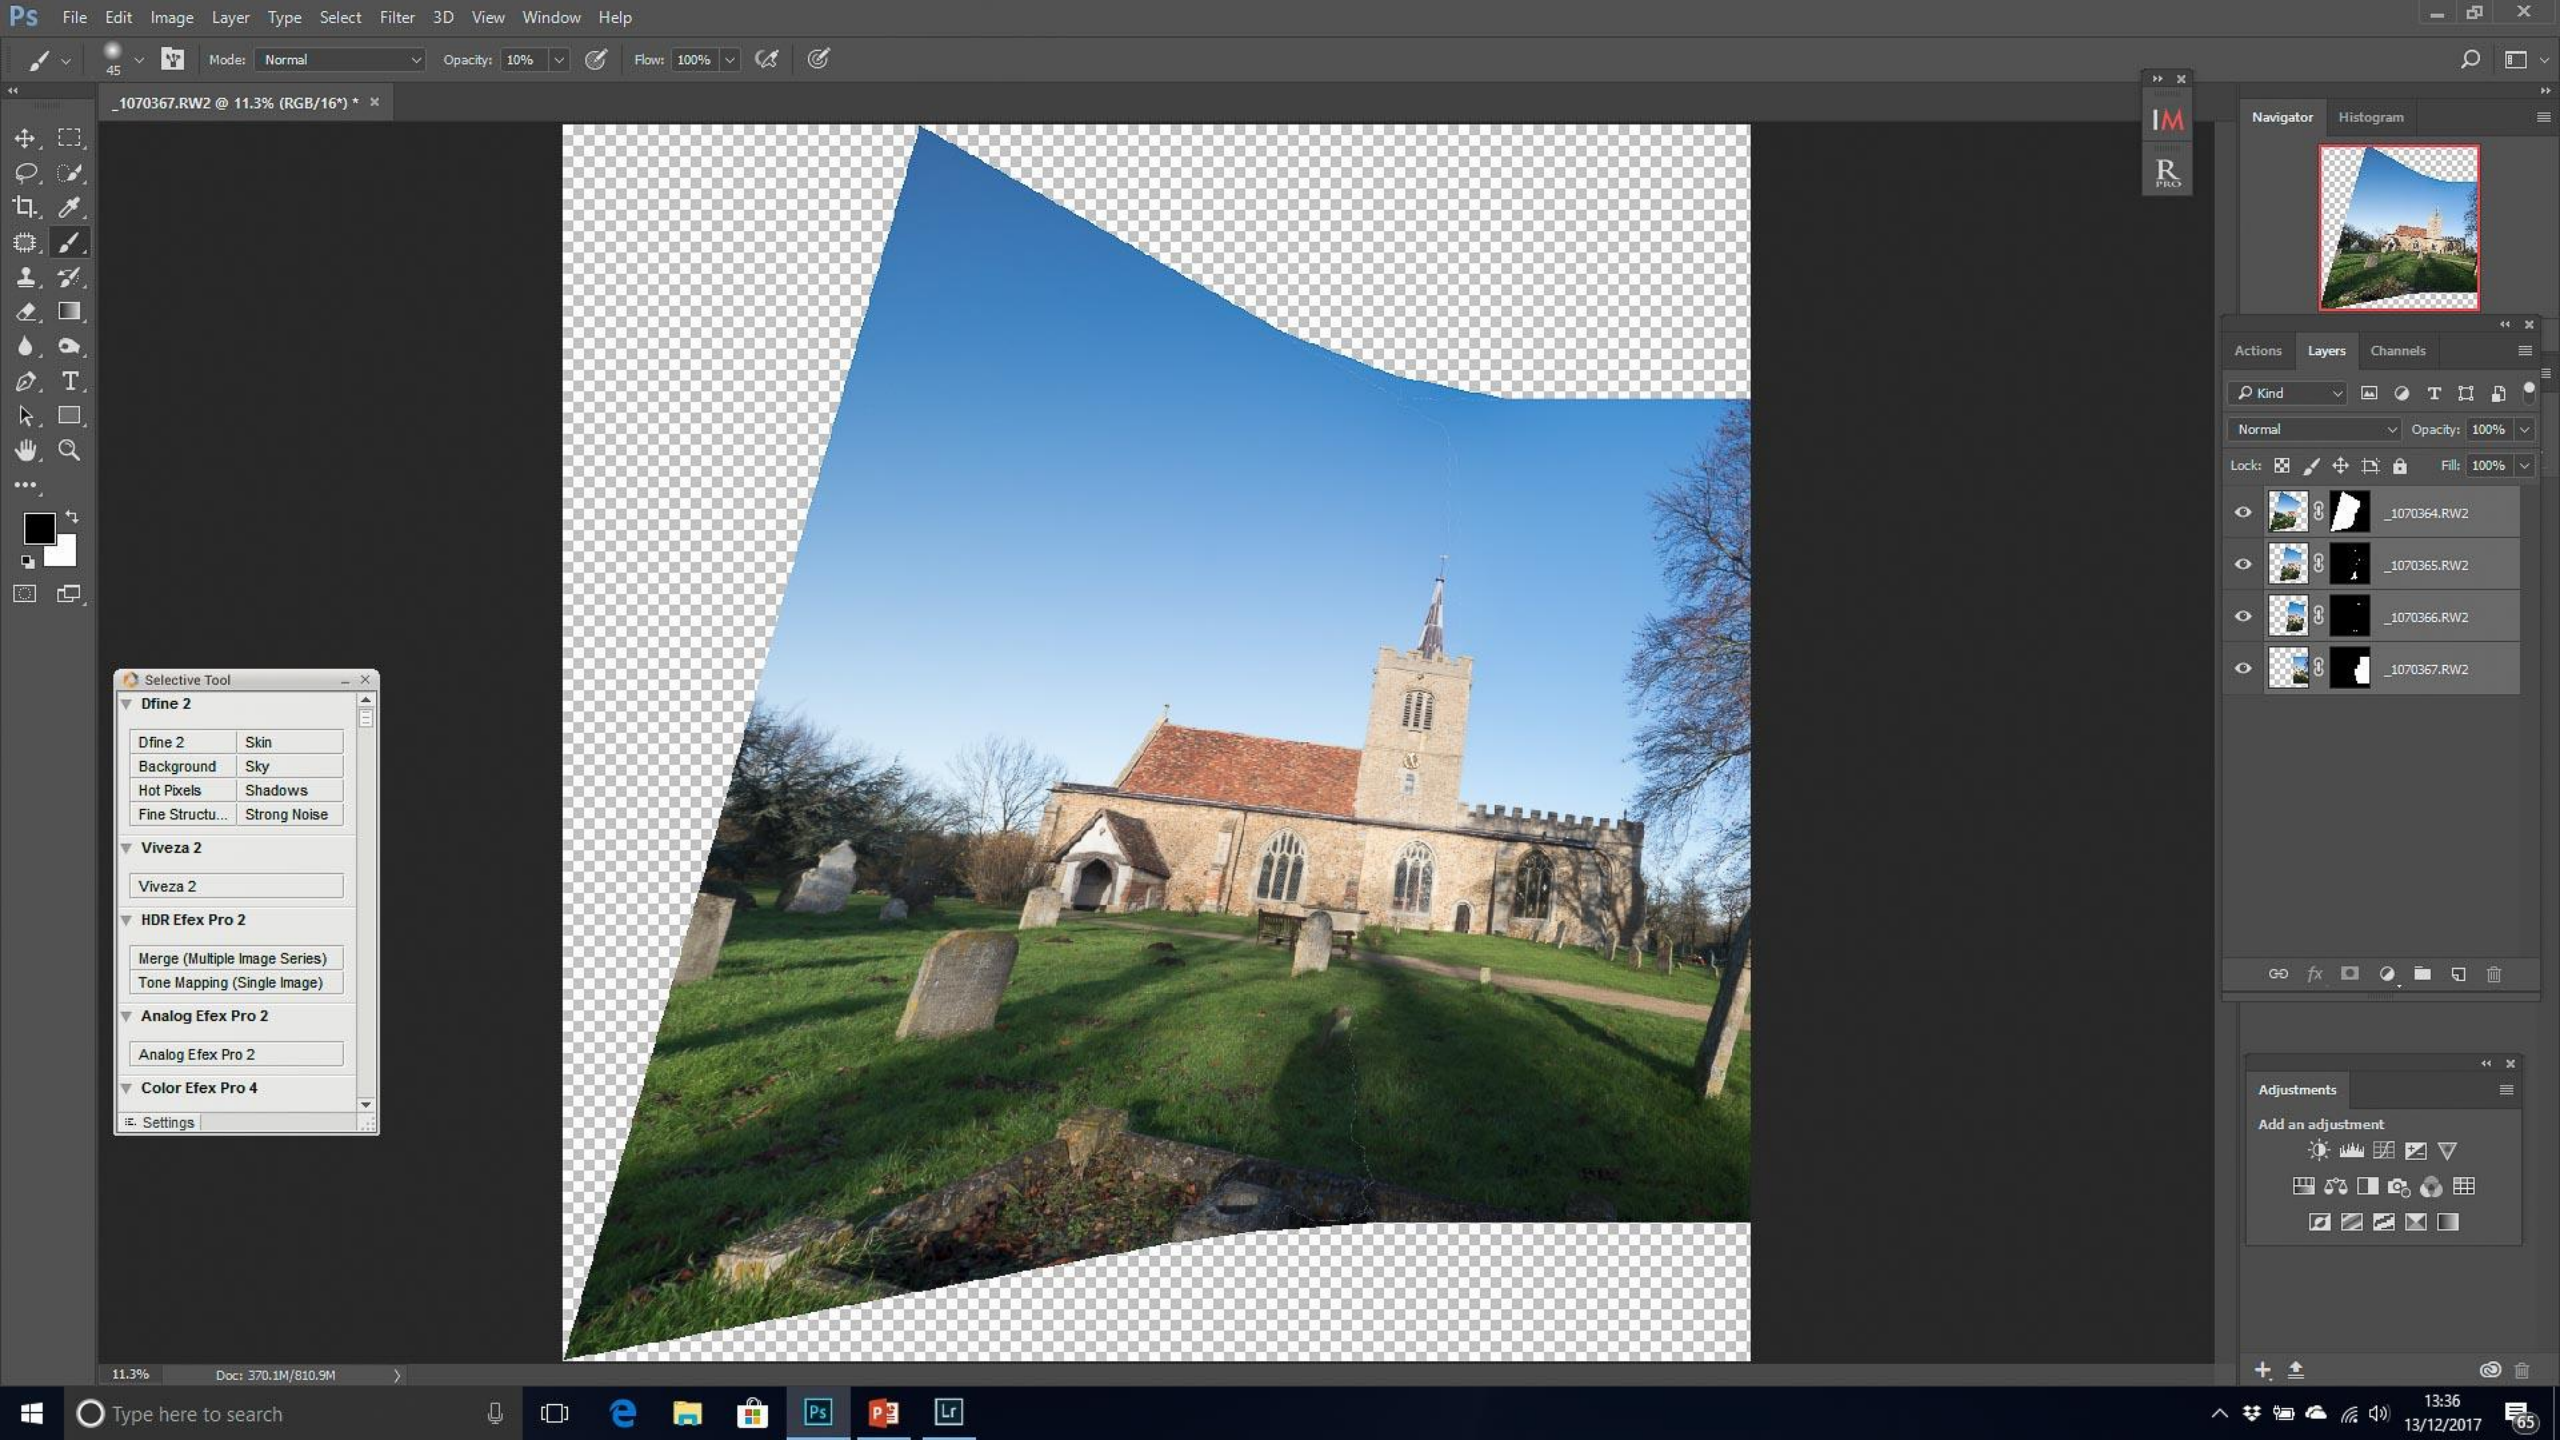 Ps File Edit Image Layer Type Select Filter 3D View Window Help
45 Mode: Normal Opacity: 10% Flow: 100%
_1070367.RW2 @ 11.3% (RGB/16*) * ×
IM
R
PRO
Navigator Histogram
Actions Layers Channels
Kind
Normal Opacity: 100%
Lock: Fill: 100%
_1070364.RW2
_1070365.RW2
_1070366.RW2
_1070367.RW2
Selective Tool
Dfine 2
Dfine 2 Skin
Background Sky
Hot Pixels Shadows
Fine Structu... Strong Noise
Viveza 2
Viveza 2
HDR Efex Pro 2
Merge (Multiple Image Series)
Tone Mapping (Single Image)
Analog Efex Pro 2
Analog Efex Pro 2
Color Efex Pro 4
Settings
Adjustments
Add an adjustment
11.3% Doc: 370.1M/810.9M
Type here to search
Ps
P
Lr
13:36
13/12/2017
65